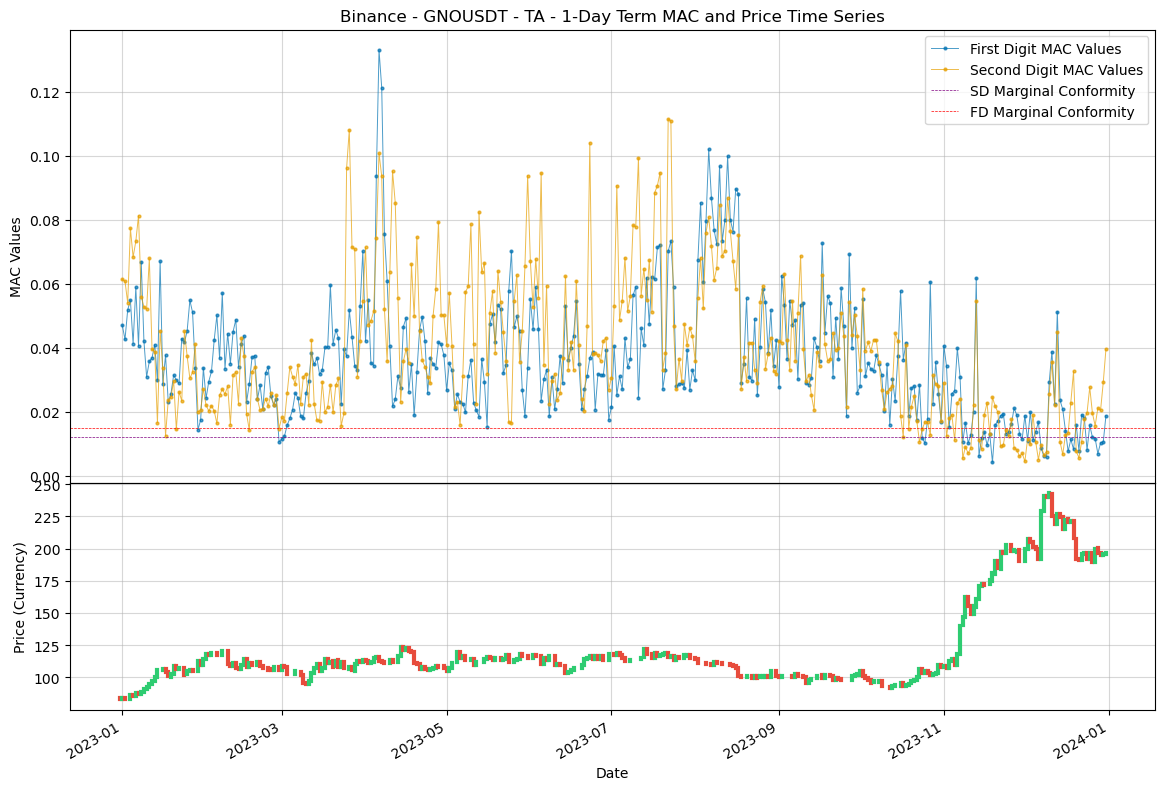 Binance - GNOUSDT - TA - 1-Day Term MAC and Price Time Series
First Digit MAC Values
Second Digit MAC Values
SD Marginal Conformity
FD Marginal Conformity
MAC Values
0.12
0.10
0.08
0.06
0.04
0.02
0.00
Price (Currency)
250
225
200
175
150
125
100
2023-01
2023-03
2023-05
2023-07
2023-09
2023-11
2024-01
Date